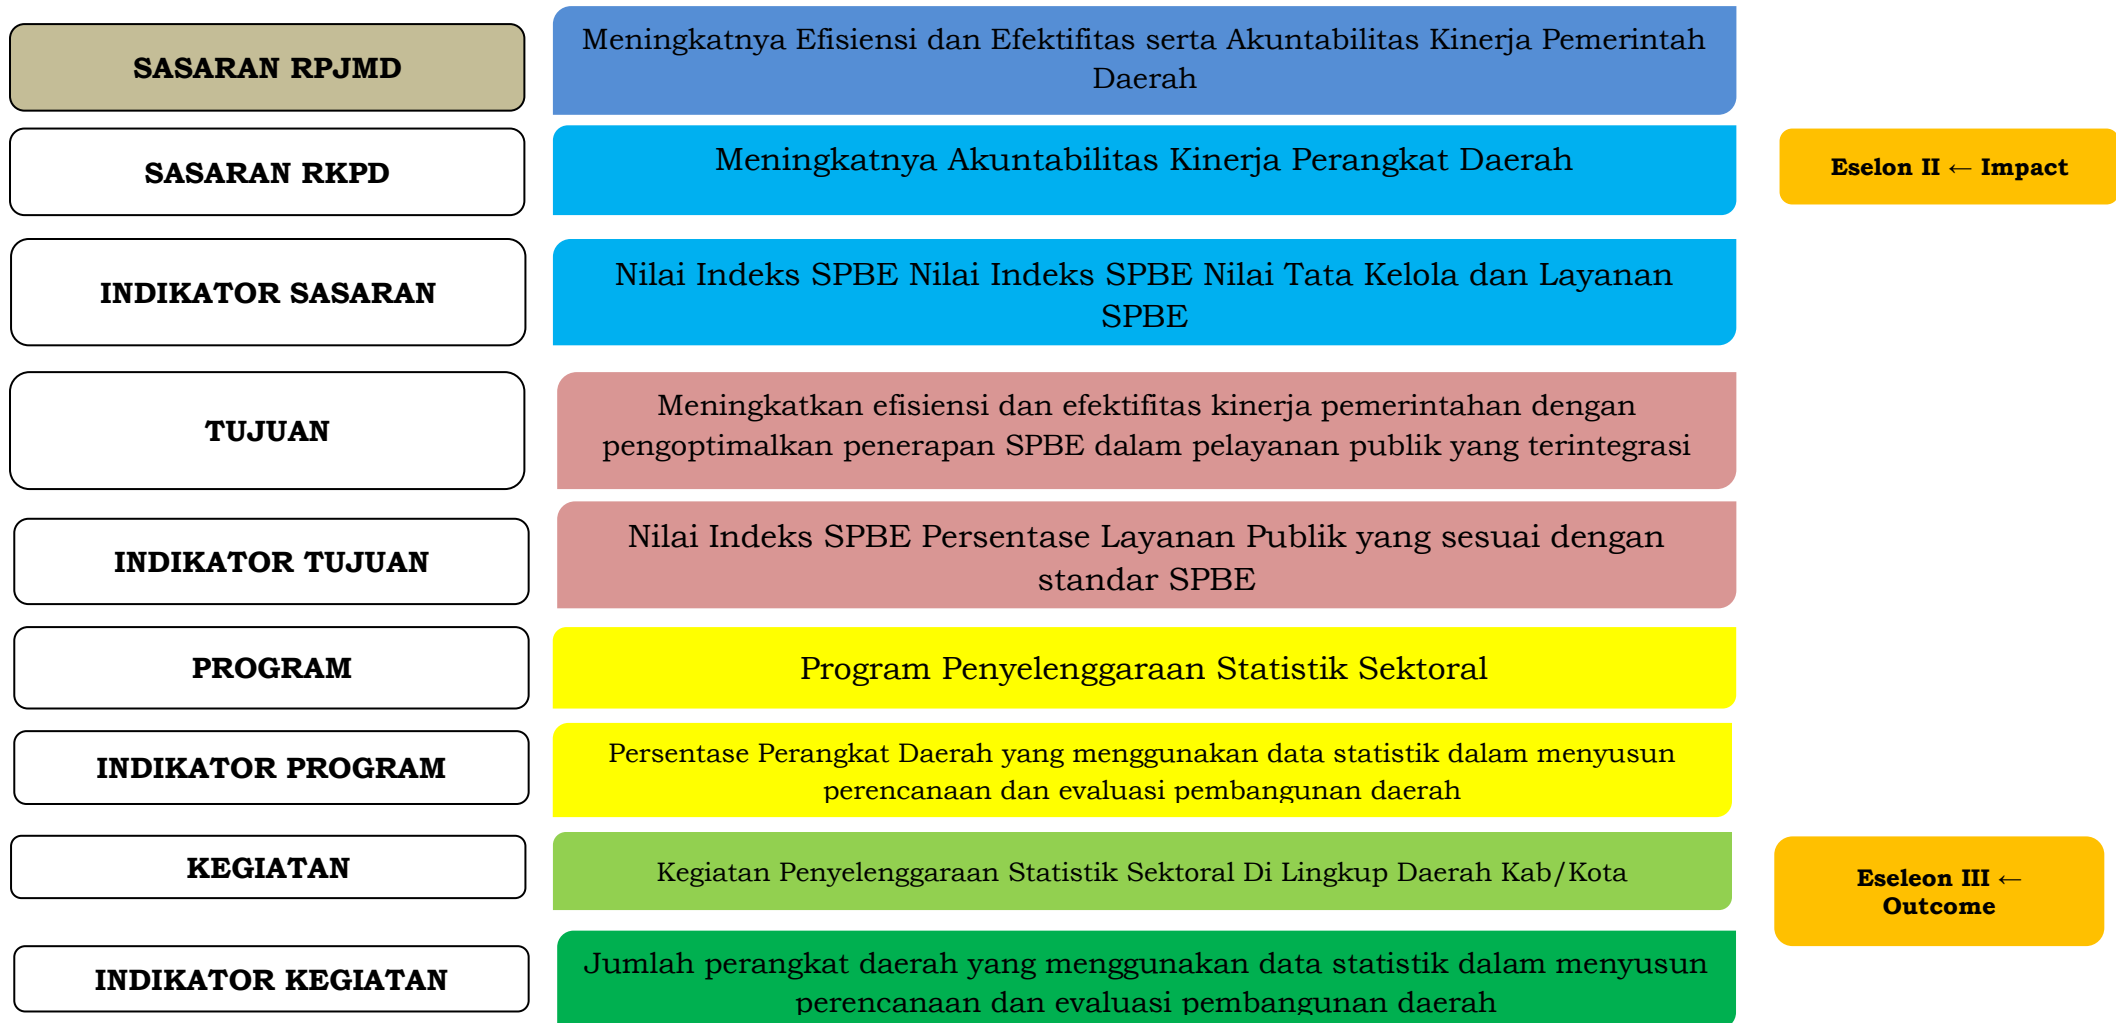 SASARAN RPJMD
Meningkatnya Efisiensi dan Efektifitas serta Akuntabilitas Kinerja Pemerintah
Daerah
SASARAN RKPD
Meningkatnya Akuntabilitas Kinerja Perangkat Daerah
Eselon II ← Impact
INDIKATOR SASARAN
Nilai Indeks SPBE Nilai Indeks SPBE Nilai Tata Kelola dan Layanan
SPBE
TUJUAN
Meningkatkan efisiensi dan efektifitas kinerja pemerintahan dengan
pengoptimalkan penerapan SPBE dalam pelayanan publik yang terintegrasi
INDIKATOR TUJUAN
Nilai Indeks SPBE Persentase Layanan Publik yang sesuai dengan
standar SPBE
PROGRAM
Program Penyelenggaraan Statistik Sektoral
INDIKATOR PROGRAM
Persentase Perangkat Daerah yang menggunakan data statistik dalam menyusun
perencanaan dan evaluasi pembangunan daerah
KEGIATAN
Kegiatan Penyelenggaraan Statistik Sektoral Di Lingkup Daerah Kab/Kota
Eseleon III ←
Outcome
INDIKATOR KEGIATAN
Jumlah perangkat daerah yang menggunakan data statistik dalam menyusun
perencanaan dan evaluasi pembangunan daerah